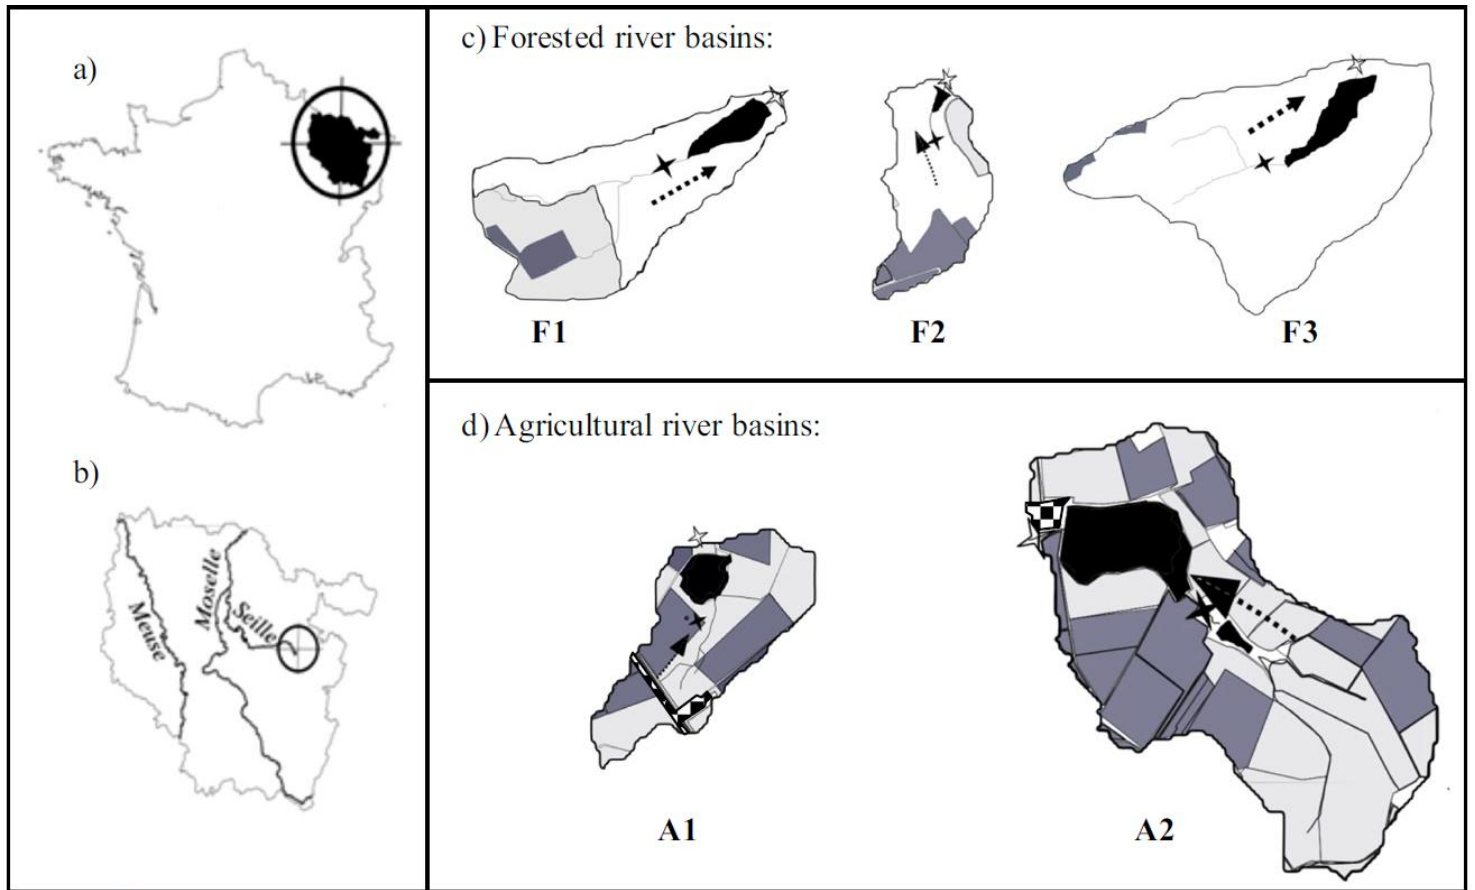 a)
b)
Meuse
Moselle
Seille
c) Forested river basins:
F1
F2
F3
d) Agricultural river basins:
A1
A2